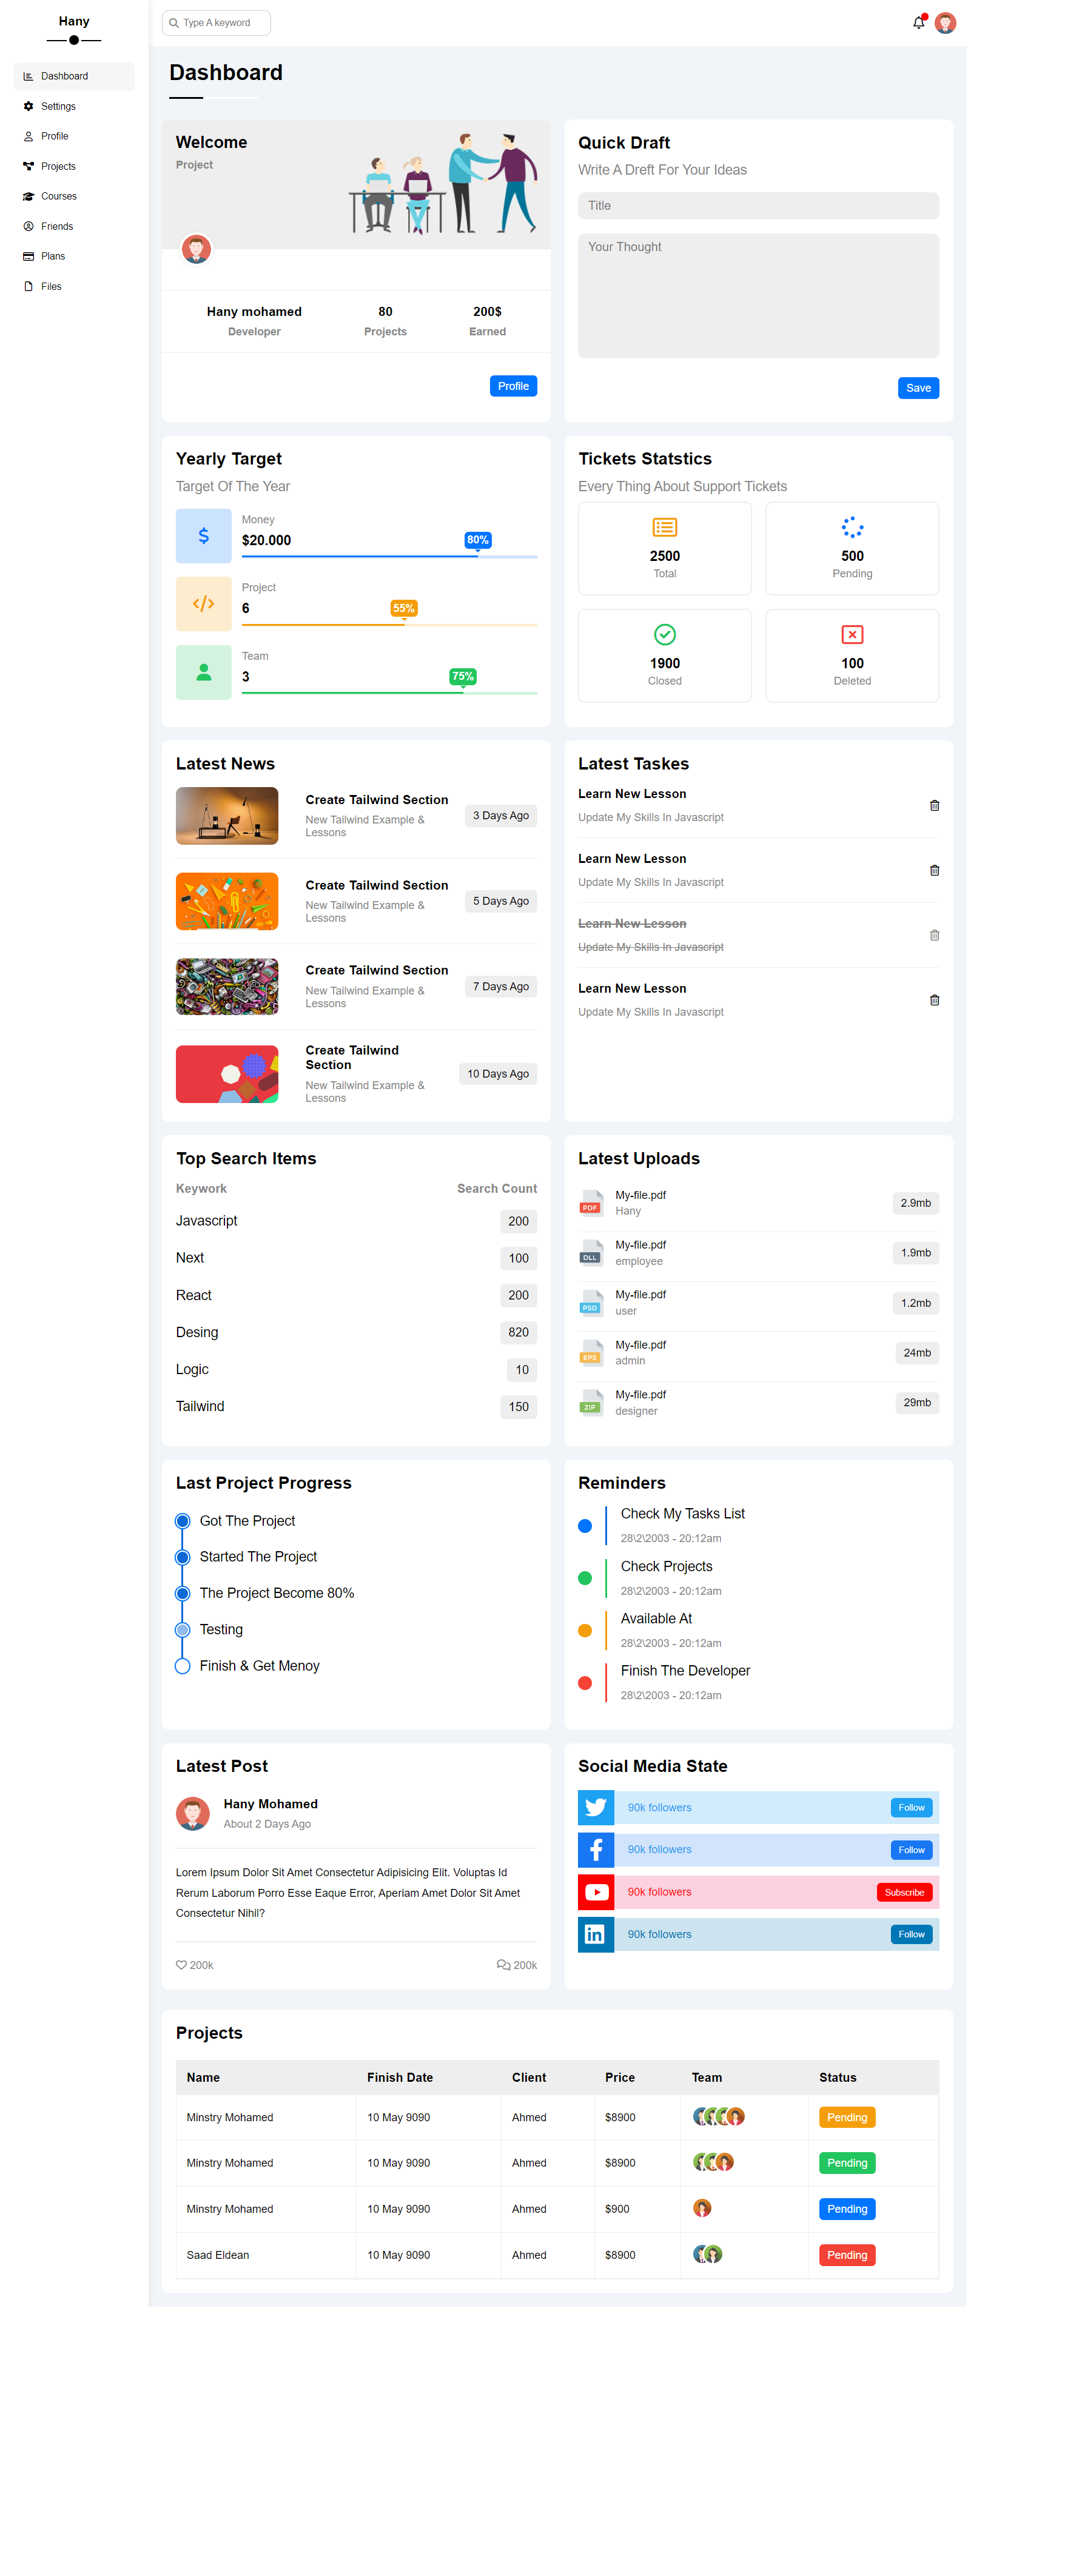 Hany
Dashboard
Settings
Profile
Projects
Courses
Friends
Plans
Files
Type A keyword
Dashboard
Welcome
Project
Hany mohamed
Developer
80
Projects
200$
Earned
Profile
Quick Draft
Write A Dreft For Your Ideas
Title
Your Thought
Save
Yearly Target
Target Of The Year
Money
$20.000
80%
Project
6
55%
Team
3
75%
Tickets Statstics
Every Thing About Support Tickets
2500
Total
500
Pending
1900
Closed
100
Deleted
Latest News
Create Tailwind Section
New Tailwind Example &
Lessons
3 Days Ago
Create Tailwind Section
New Tailwind Example &
Lessons
5 Days Ago
Create Tailwind Section
New Tailwind Example &
Lessons
7 Days Ago
Create Tailwind
Section
New Tailwind Example &
Lessons
10 Days Ago
Latest Taskes
Learn New Lesson
Update My Skills In Javascript
Learn New Lesson
Update My Skills In Javascript
Learn New Lesson
Update My Skills In Javascript
Learn New Lesson
Update My Skills In Javascript
Top Search Items
Keywork Search Count
Javascript 200
Next 100
React 200
Desing 820
Logic 10
Tailwind 150
Latest Uploads
PDF
My-file.pdf
Hany
2.9mb
DLL
My-file.pdf
employee
1.9mb
PSD
My-file.pdf
user
1.2mb
EPS
My-file.pdf
admin
24mb
ZIP
My-file.pdf
designer
29mb
Last Project Progress
Got The Project
Started The Project
The Project Become 80%
Testing
Finish & Get Menoy
Reminders
Check My Tasks List
28\2\2003 - 20:12am
Check Projects
28\2\2003 - 20:12am
Available At
28\2\2003 - 20:12am
Finish The Developer
28\2\2003 - 20:12am
Latest Post
Hany Mohamed
About 2 Days Ago
Lorem Ipsum Dolor Sit Amet Consectetur Adipisicing Elit. Voluptas Id
Rerum Laborum Porro Esse Eaque Error, Aperiam Amet Dolor Sit Amet
Consectetur Nihil?
200k 200k
Social Media State
90k followers Follow
90k followers Follow
90k followers Subscribe
90k followers Follow
Projects
Name Finish Date Client Price Team Status
Minstry Mohamed 10 May 9090 Ahmed $8900 Pending
Minstry Mohamed 10 May 9090 Ahmed $8900 Pending
Minstry Mohamed 10 May 9090 Ahmed $900 Pending
Saad Eldean 10 May 9090 Ahmed $8900 Pending